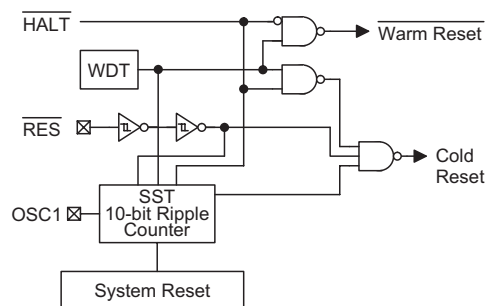 HALT
Warm Reset
WDT
RES
Cold
Reset
SST
10-bit Ripple
Counter
OSC1
System Reset